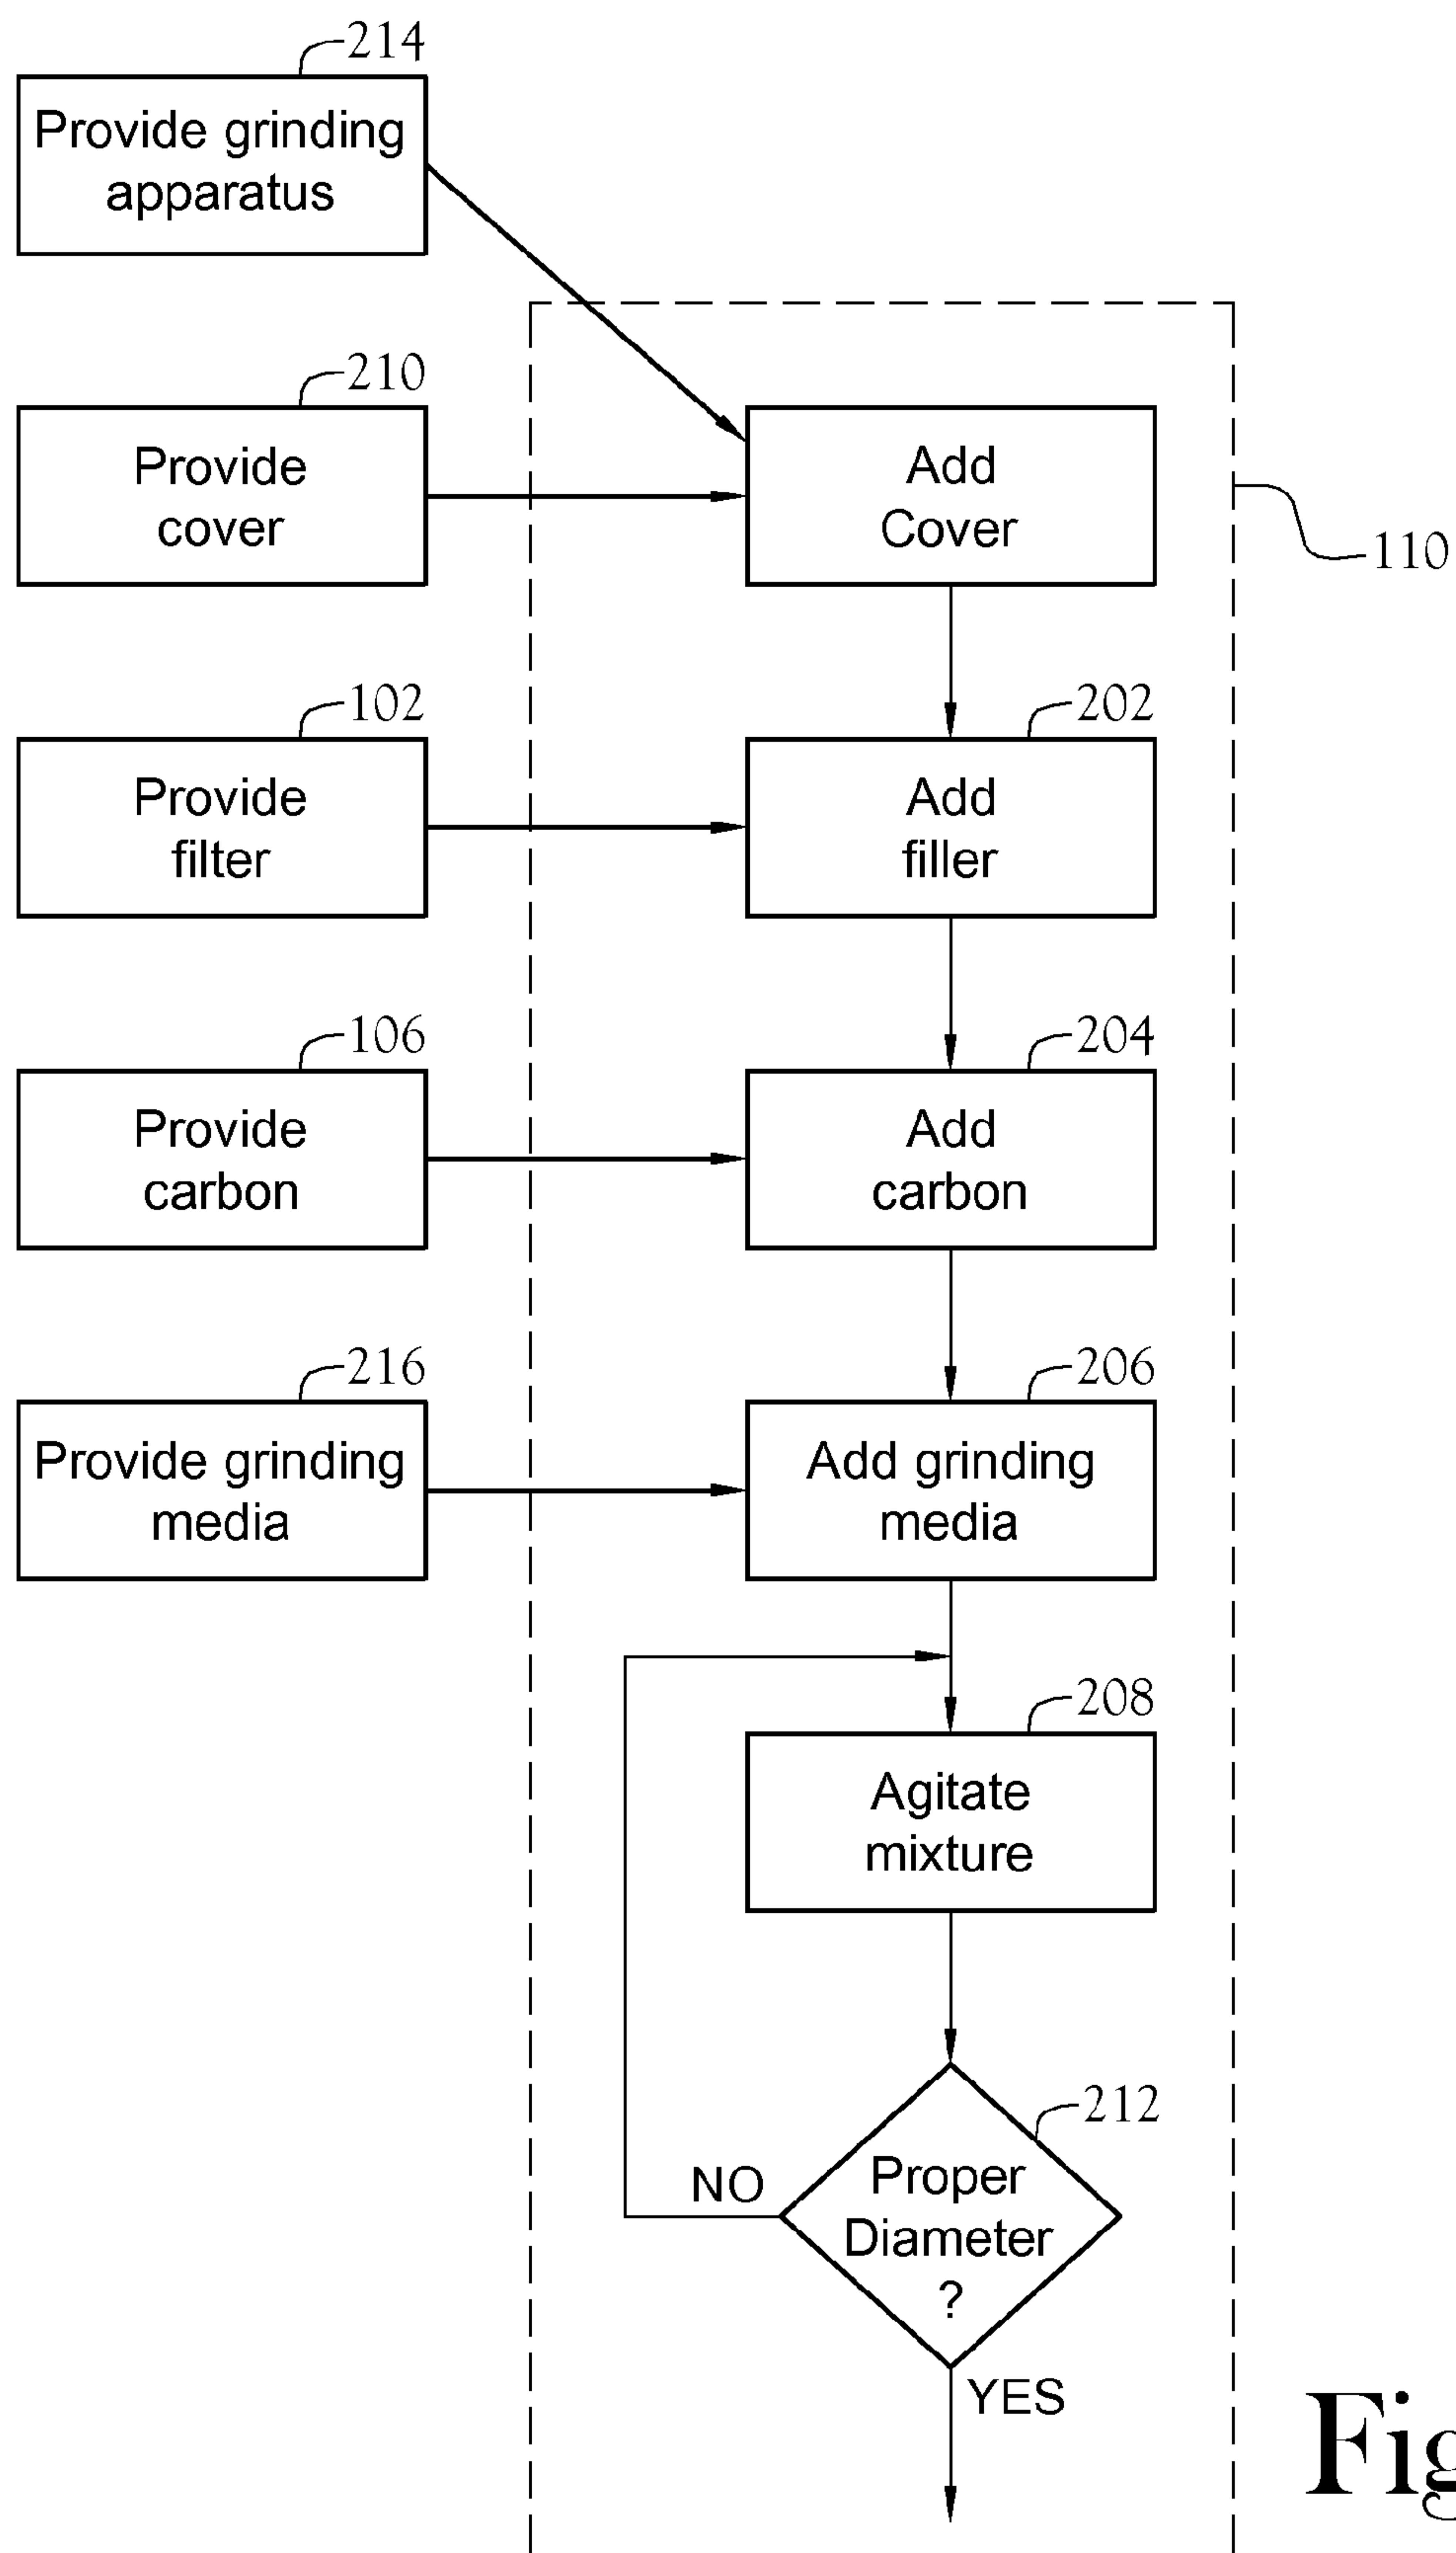 214
Provide grinding
apparatus
210
Provide
cover
Add
Cover
110
102
Provide
filter
202
Add
filler
106
Provide
carbon
204
Add
carbon
216
Provide grinding
media
206
Add grinding
media
208
Agitate
mixture
212
Proper
Diameter
?
NO
YES
Fig